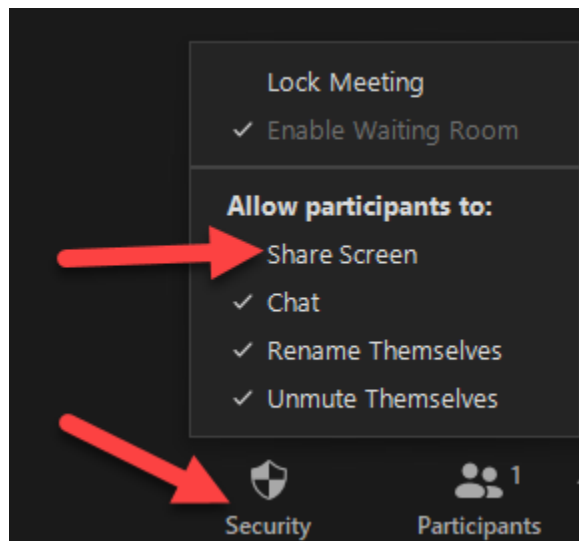 Lock Meeting
✓ Enable Waiting Room
Allow participants to:
Share Screen
✓ Chat
✓ Rename Themselves
✓ Unmute Themselves
1
Security Participants